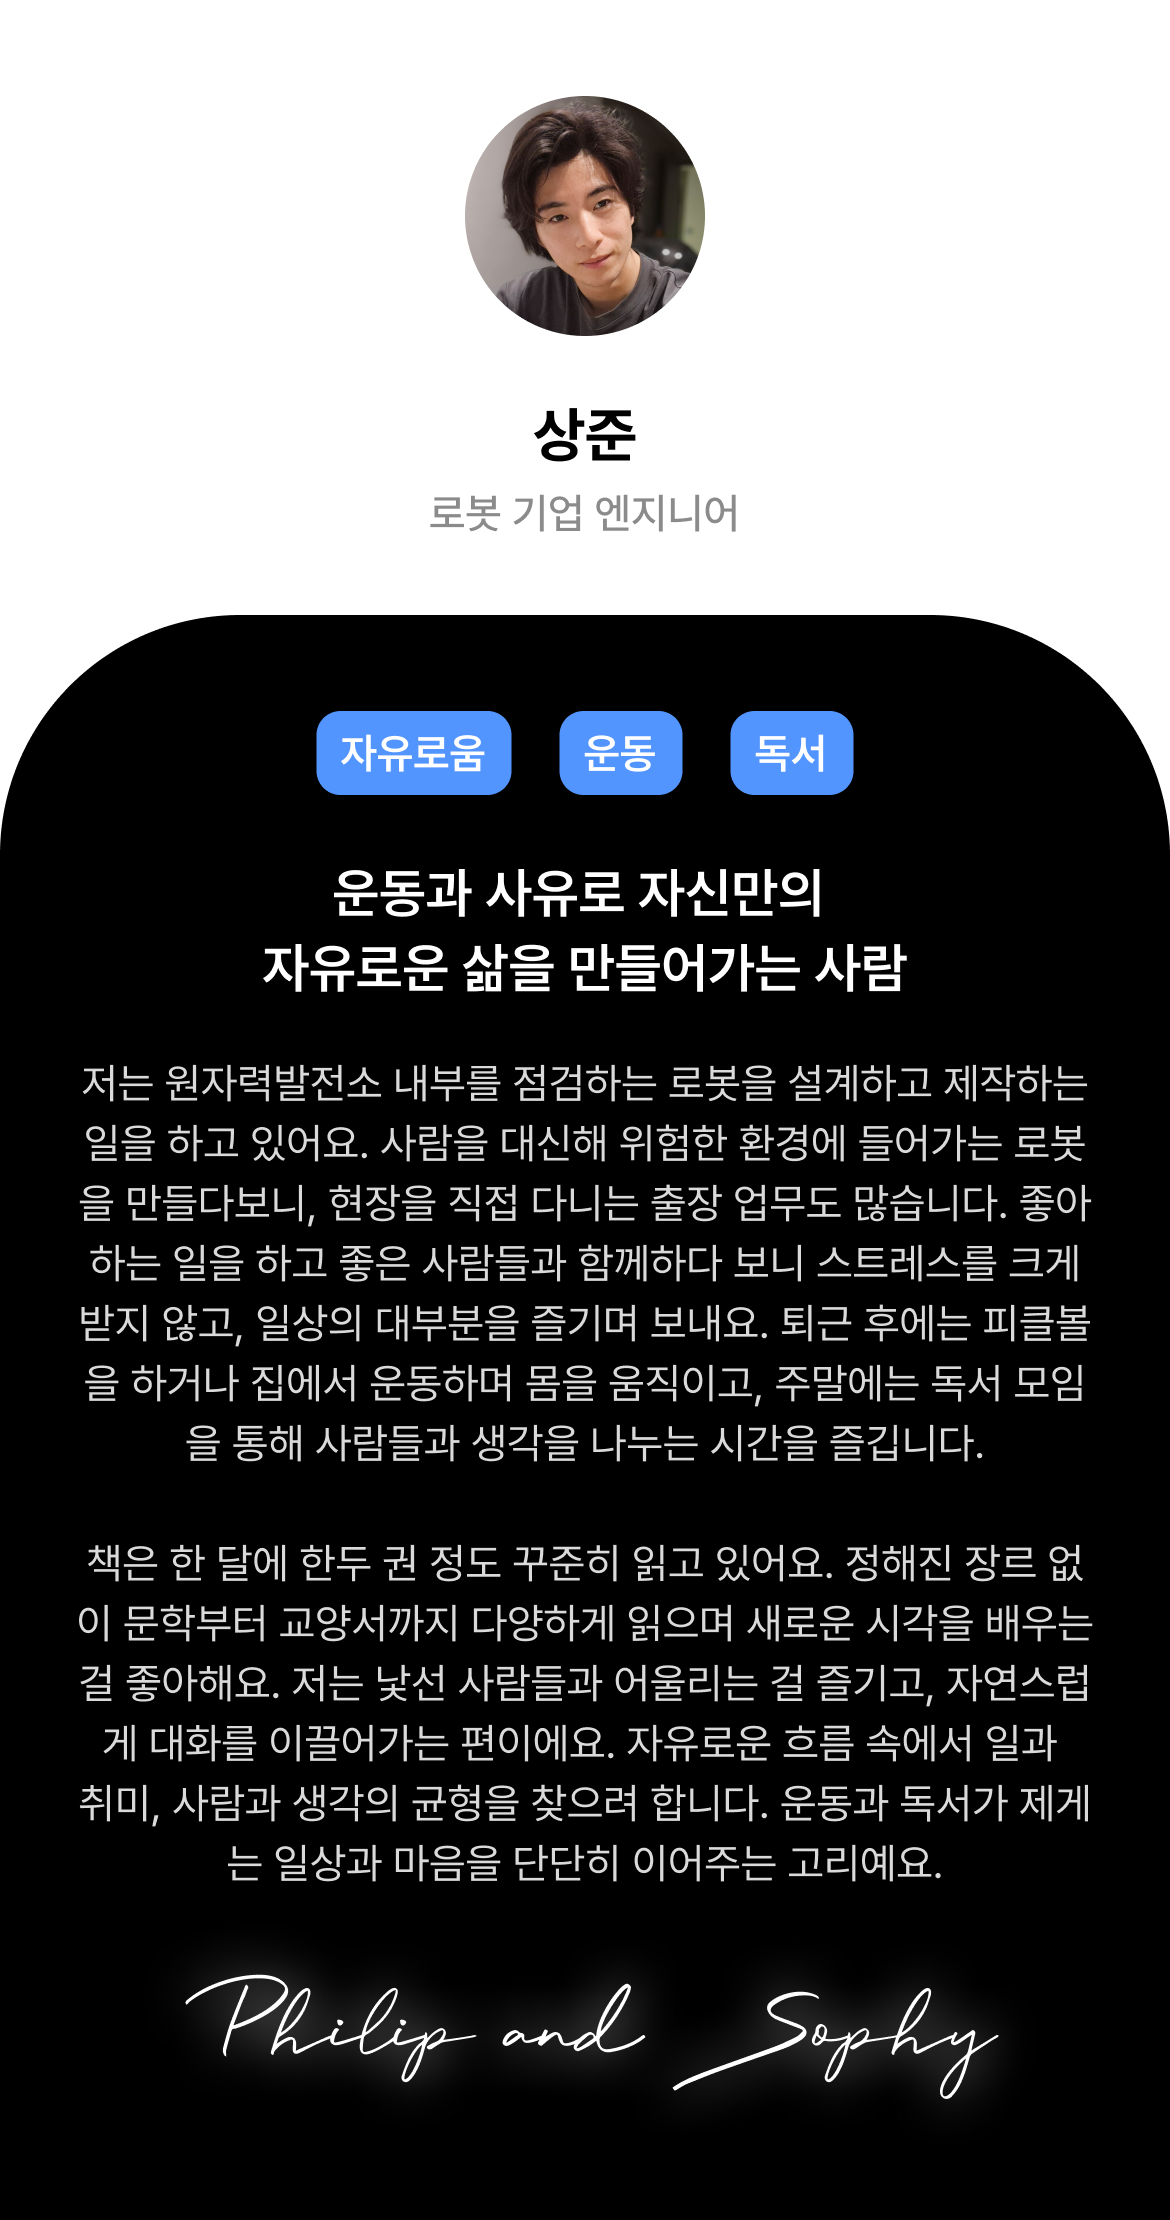 상준
로봇 기업 엔지니어
자유로움 운동 독서
운동과 사유로 자신만의
자유로운 삶을 만들어가는 사람
저는 원자력발전소 내부를 점검하는 로봇을 설계하고 제작하는
일을 하고 있어요. 사람을 대신해 위험한 환경에 들어가는 로봇
을 만들다보니, 현장을 직접 다니는 출장 업무도 많습니다. 좋아
하는 일을 하고 좋은 사람들과 함께하다 보니 스트레스를 크게
받지 않고, 일상의 대부분을 즐기며 보내요. 퇴근 후에는 피클볼
을 하거나 집에서 운동하며 몸을 움직이고, 주말에는 독서 모임
을 통해 사람들과 생각을 나누는 시간을 즐깁니다.
책은 한 달에 한두 권 정도 꾸준히 읽고 있어요. 정해진 장르 없
이 문학부터 교양서까지 다양하게 읽으며 새로운 시각을 배우는
걸 좋아해요. 저는 낯선 사람들과 어울리는 걸 즐기고, 자연스럽
게 대화를 이끌어가는 편이에요. 자유로운 흐름 속에서 일과
취미, 사람과 생각의 균형을 찾으려 합니다. 운동과 독서가 제게
는 일상과 마음을 단단히 이어주는 고리예요.
Philip and Sophy